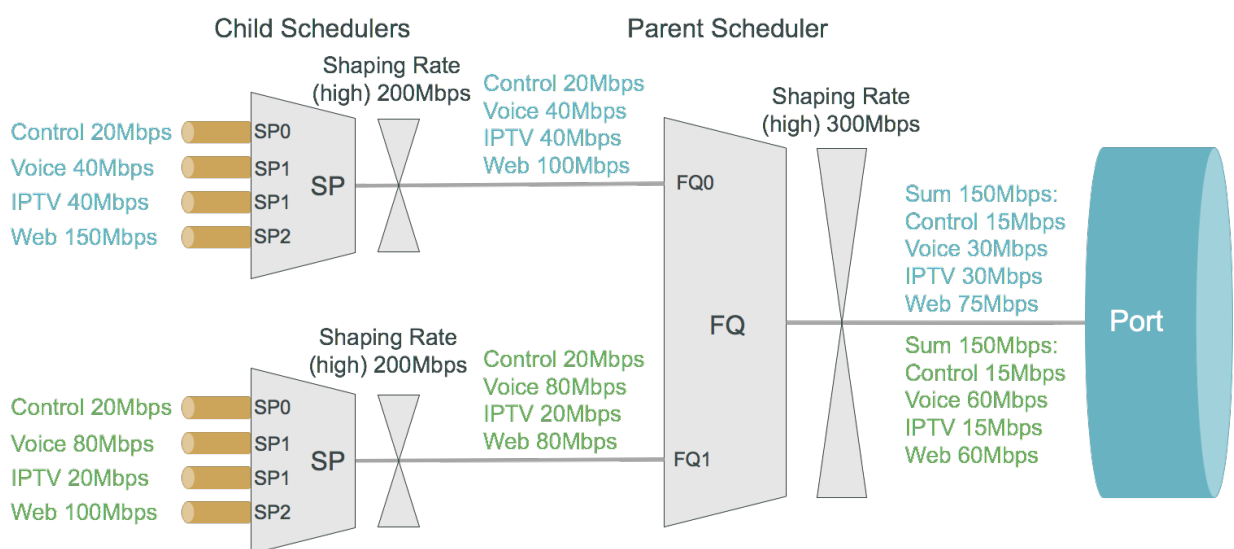 Child Schedulers
Parent Scheduler
Shaping Rate
(high) 200Mbps
Control 20Mbps
Voice 40Mbps
IPTV 40Mbps
Web 150Mbps
SP0
SP1
SP1
SP2
SP
Control 20Mbps
Voice 40Mbps
IPTV 40Mbps
Web 100Mbps
Shaping Rate
(high) 200Mbps
Control 20Mbps
Voice 80Mbps
IPTV 20Mbps
Web 100Mbps
SP0
SP1
SP1
SP2
SP
Control 20Mbps
Voice 80Mbps
IPTV 20Mbps
Web 80Mbps
FQ0
FQ1
FQ
Shaping Rate
(high) 300Mbps
Sum 150Mbps:
Control 15Mbps
Voice 30Mbps
IPTV 30Mbps
Web 75Mbps
Sum 150Mbps:
Control 15Mbps
Voice 60Mbps
IPTV 15Mbps
Web 60Mbps
Port